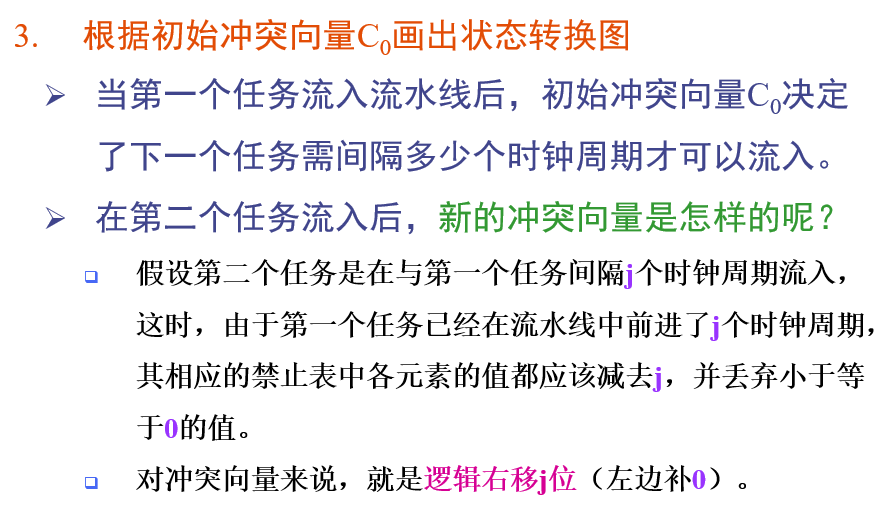 3. 根据初始冲突向量C₀画出状态转换图
➢ 当第一个任务流入流水线后，初始冲突向量C₀决定
了下一个任务需间隔多少个时钟周期才可以流入。
➢ 在第二个任务流入后，新的冲突向量是怎样的呢？
❑ 假设第二个任务是在与第一个任务间隔j个时钟周期流入，
这时，由于第一个任务已经在流水线中前进了j个时钟周期，
其相应的禁止表中各元素的值都应该减去j，并丢弃小于等
于0的值。
❑ 对冲突向量来说，就是逻辑右移j位（左边补0）。